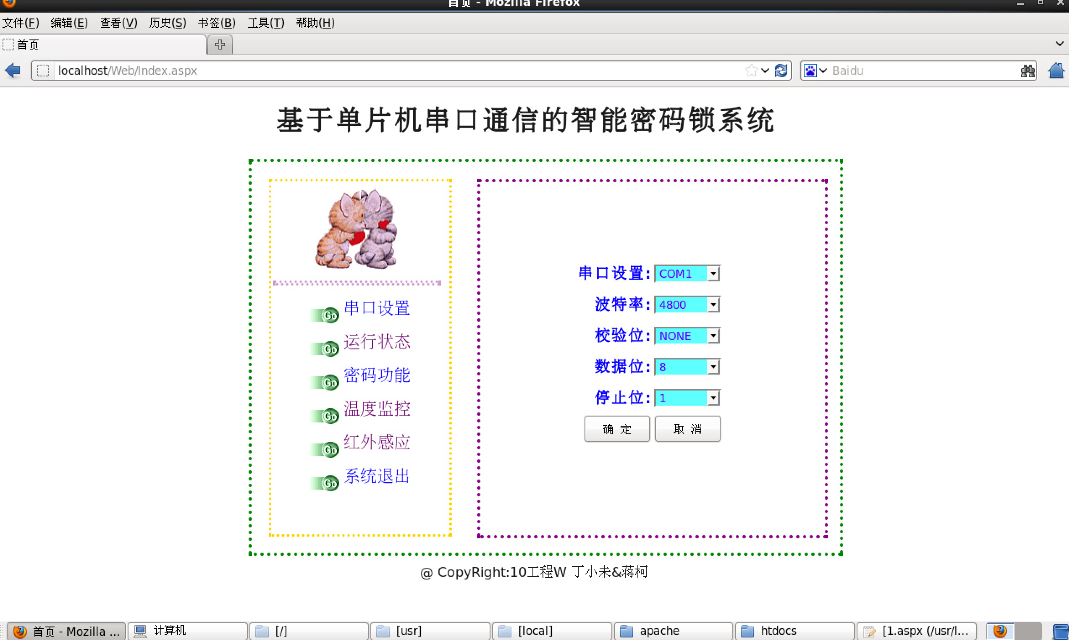 首页 - Mozilla Firefox
文件(F) 编辑(E) 查看(V) 历史(S) 书签(B) 工具(T) 帮助(H)
首页
localhost/Web/Index.aspx
Baidu
基于单片机串口通信的智能密码锁系统
Go 串口设置
Go 运行状态
Go 密码功能
Go 温度监控
Go 红外感应
Go 系统退出
串口设置: COM1
波特率: 4800
校验位: NONE
数据位: 8
停止位: 1
确 定 取 消
@ CopyRight:10工程W 丁小未&蒋柯
首页 - Mozilla ... 计算机 [/] [usr] [local] apache htdocs [1.aspx (/usr/l...